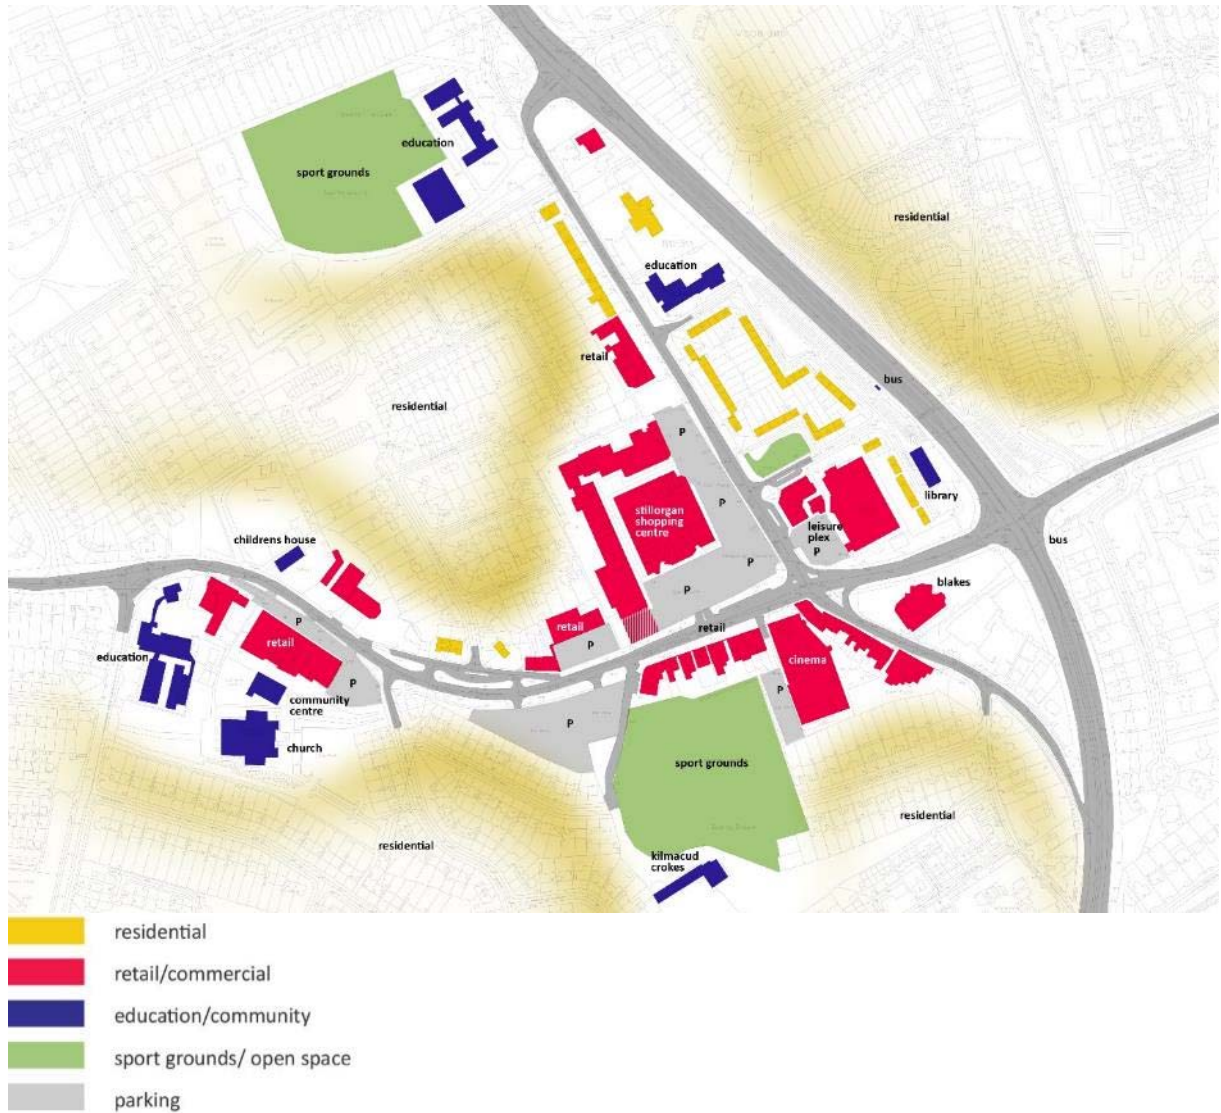 education
sport grounds
residential
education
retail
bus
residential
P
stillorgan
shopping
centre
P
library
leisure
plex
P
childrens house
P
bus
blakes
P
P
retail
retail
P
retail
education
cinema
P
community
centre
P
P
church
sport grounds
residential
residential
kilmacud
crokes
residential
retail/commercial
education/community
sport grounds/ open space
parking